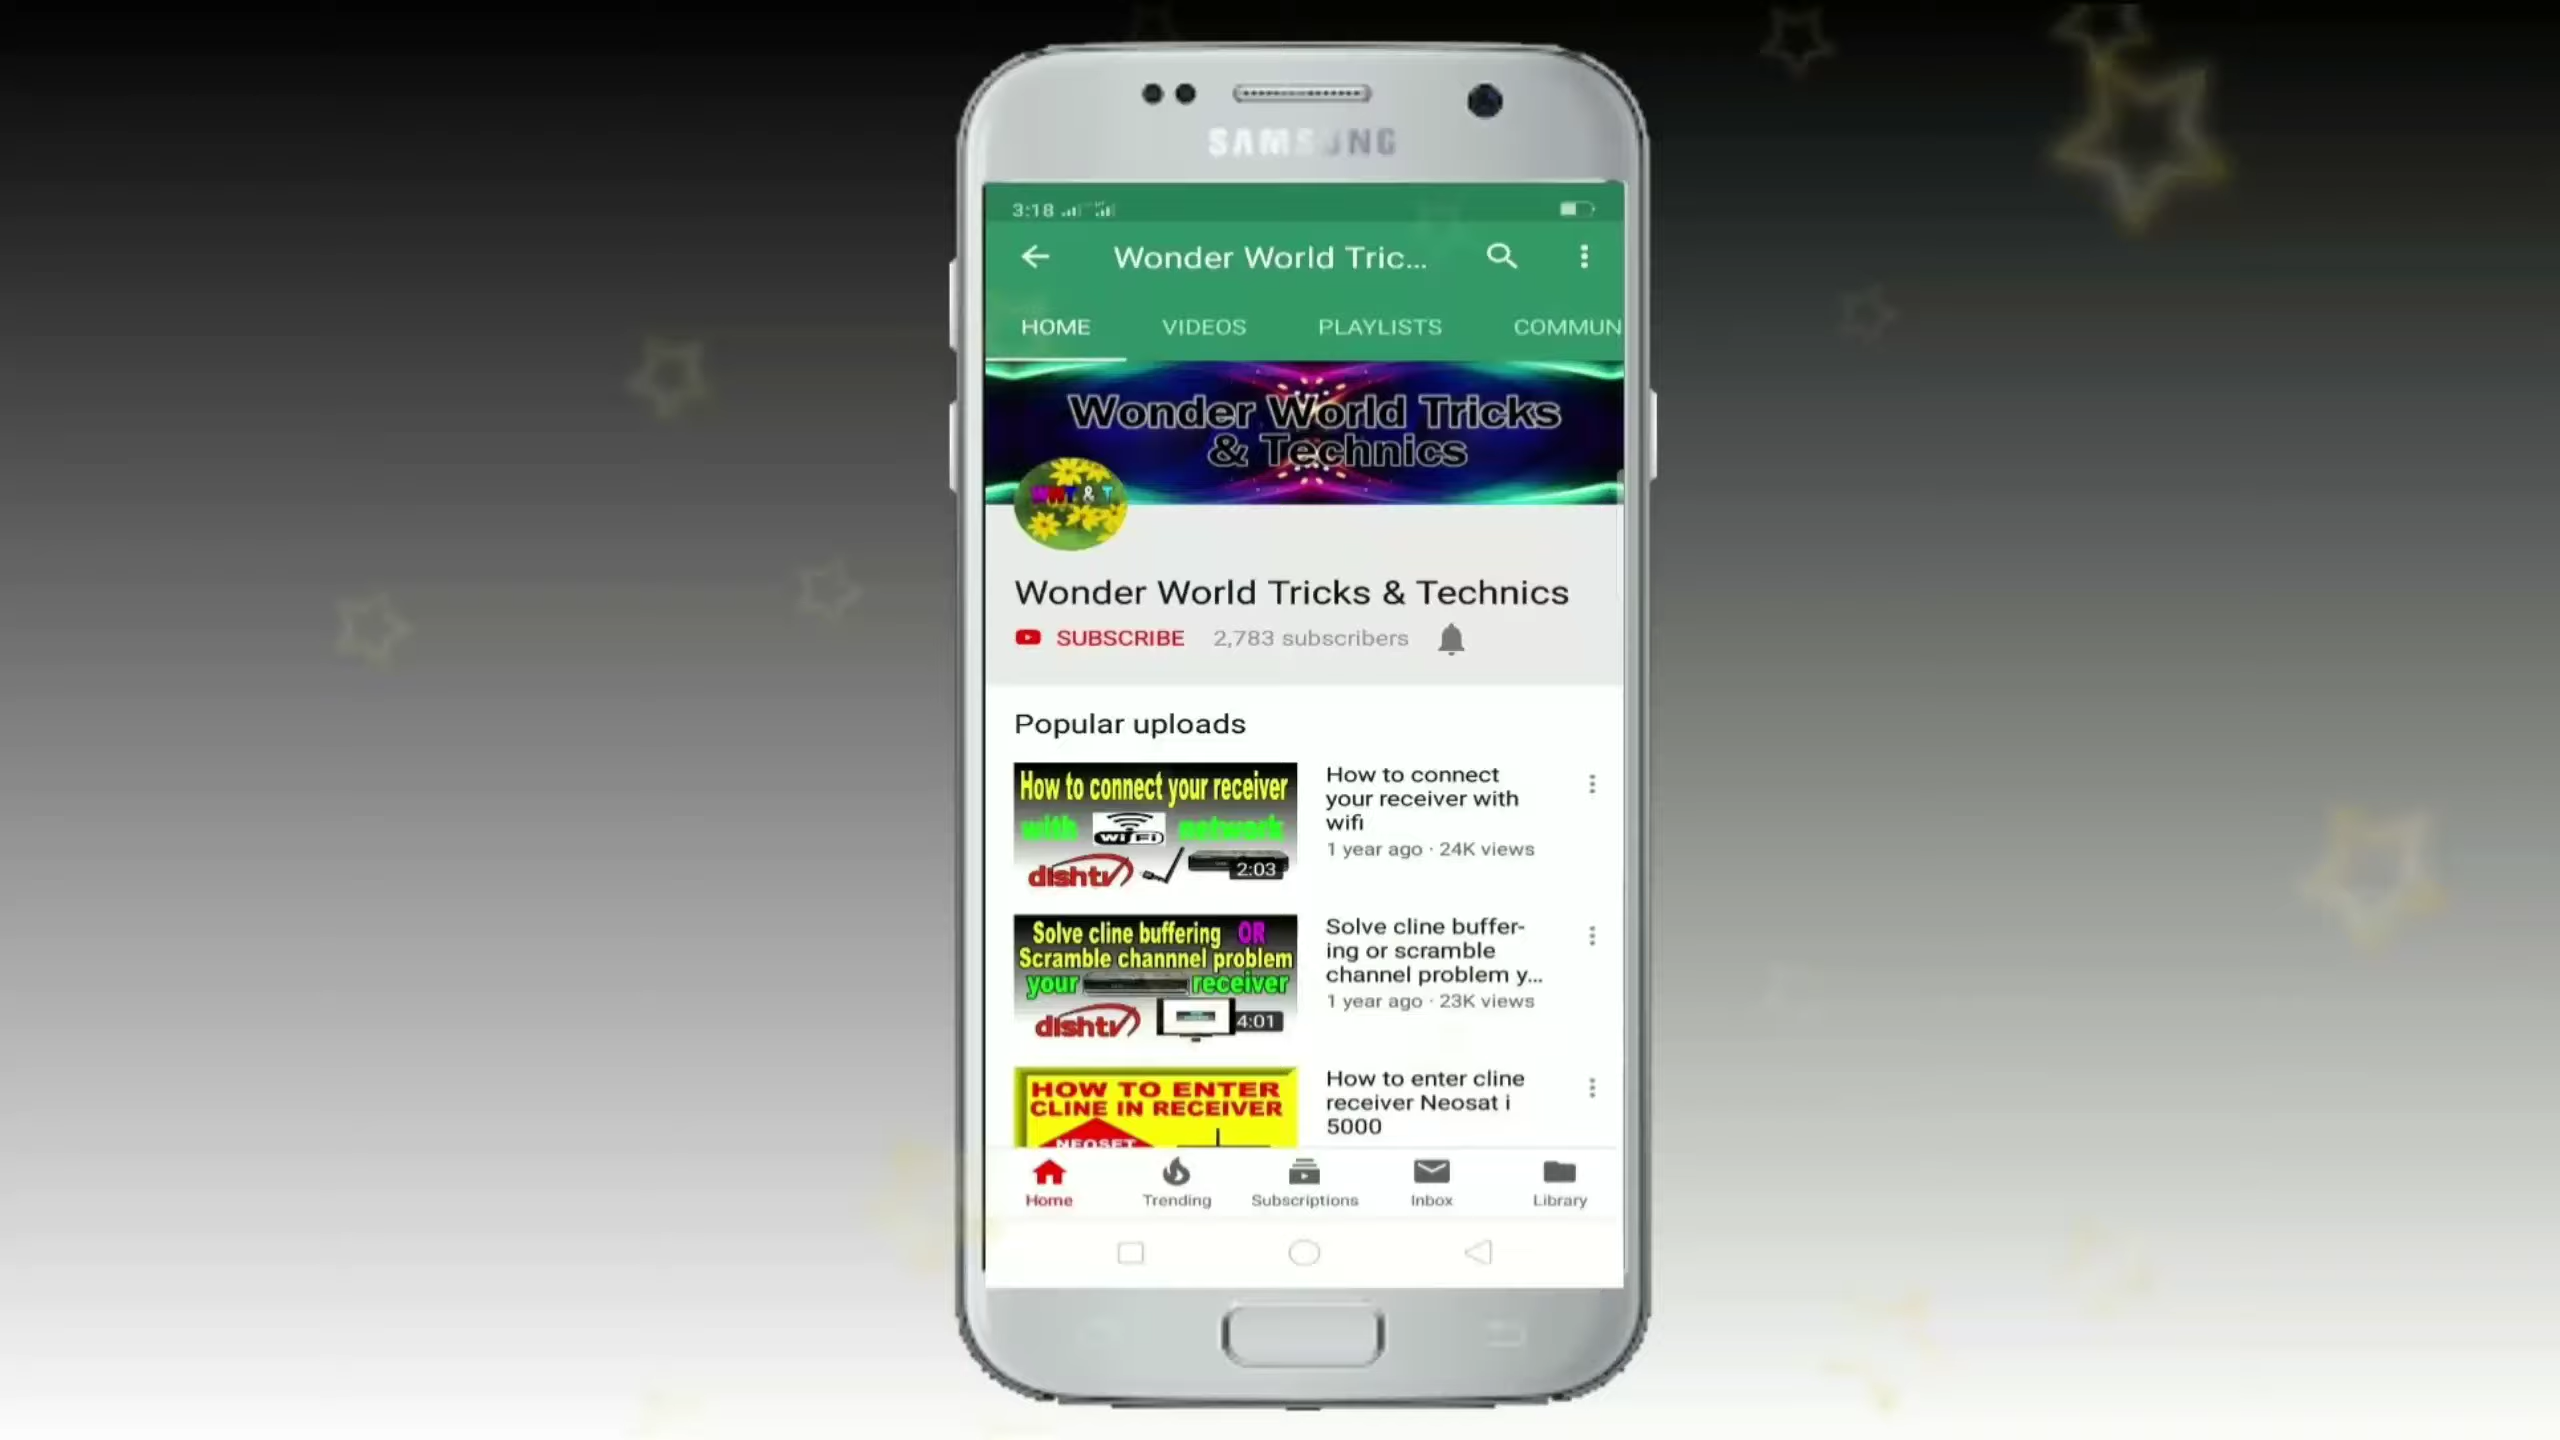 SAMSUNG
3:18
Wonder World Tric...
HOME VIDEOS PLAYLISTS COMMUN
Wonder World Tricks
& Technics
WWT & T
Wonder World Tricks & Technics
SUBSCRIBE 2,783 subscribers
Popular uploads
How to connect your receiver
with WiFi network
dishtv 2:03
How to connect
your receiver with
wifi
1 year ago · 24K views
Solve cline buffering OR
Scramble channnel problem
your receiver
dishtv 4:01
Solve cline buffer-
ing or scramble
channel problem y...
1 year ago · 23K views
HOW TO ENTER
CLINE IN RECEIVER
NEOSET
How to enter cline
receiver Neosat i
5000
Home Trending Subscriptions Inbox Library